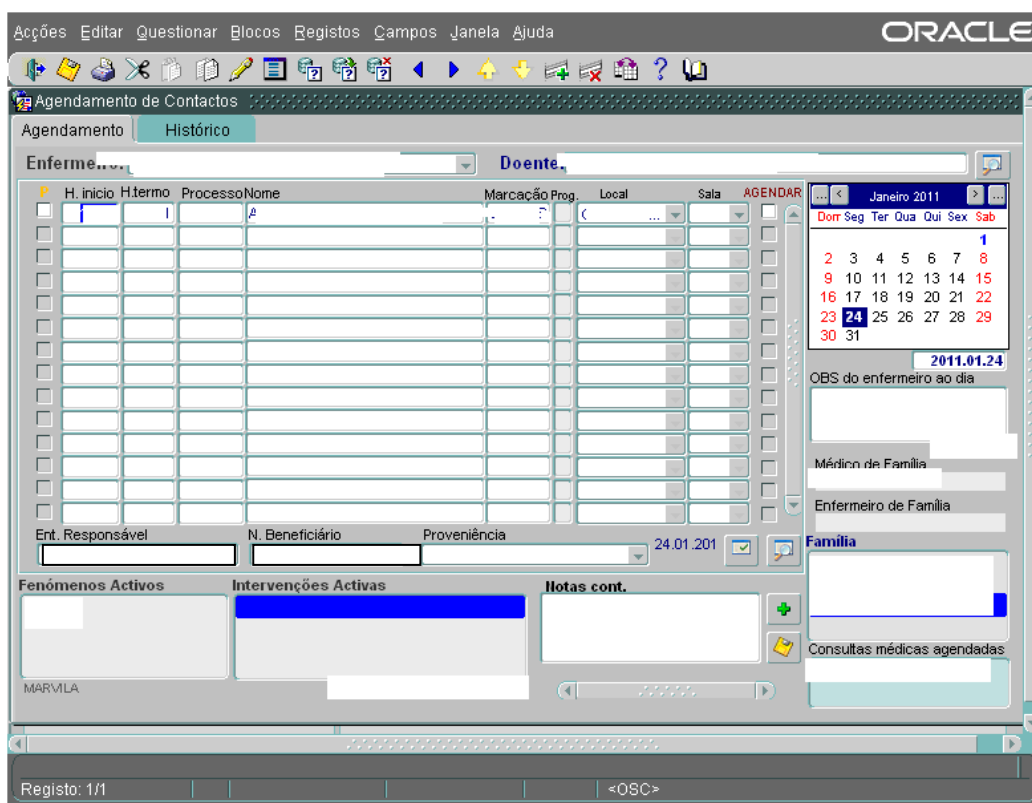 Acções Editar Questionar Blocos Registos Campos Janela Ajuda ORACLE
Agendamento de Contactos
Agendamento Histórico
Doente
P H. inicio H.termo Processo Nome Marcação Prog. Local Sala AGENDAR
A ...
... < Janeiro 2011 > ...
Dom Seg Ter Qua Qui Sex Sab
1
2 3 4 5 6 7 8
9 10 11 12 13 14 15
16 17 18 19 20 21 22
23 24 25 26 27 28 29
30 31
2011.01.24
OBS do enfermeiro ao dia
Médico de Família
Enfermeiro de Família
Ent. Responsável N. Beneficiário Proveniência 24.01.201
Família
Fenómenos Activos Intervenções Activas Notas cont.
Consultas médicas agendadas
MARVILA
Registo: 1/1 <OSC>